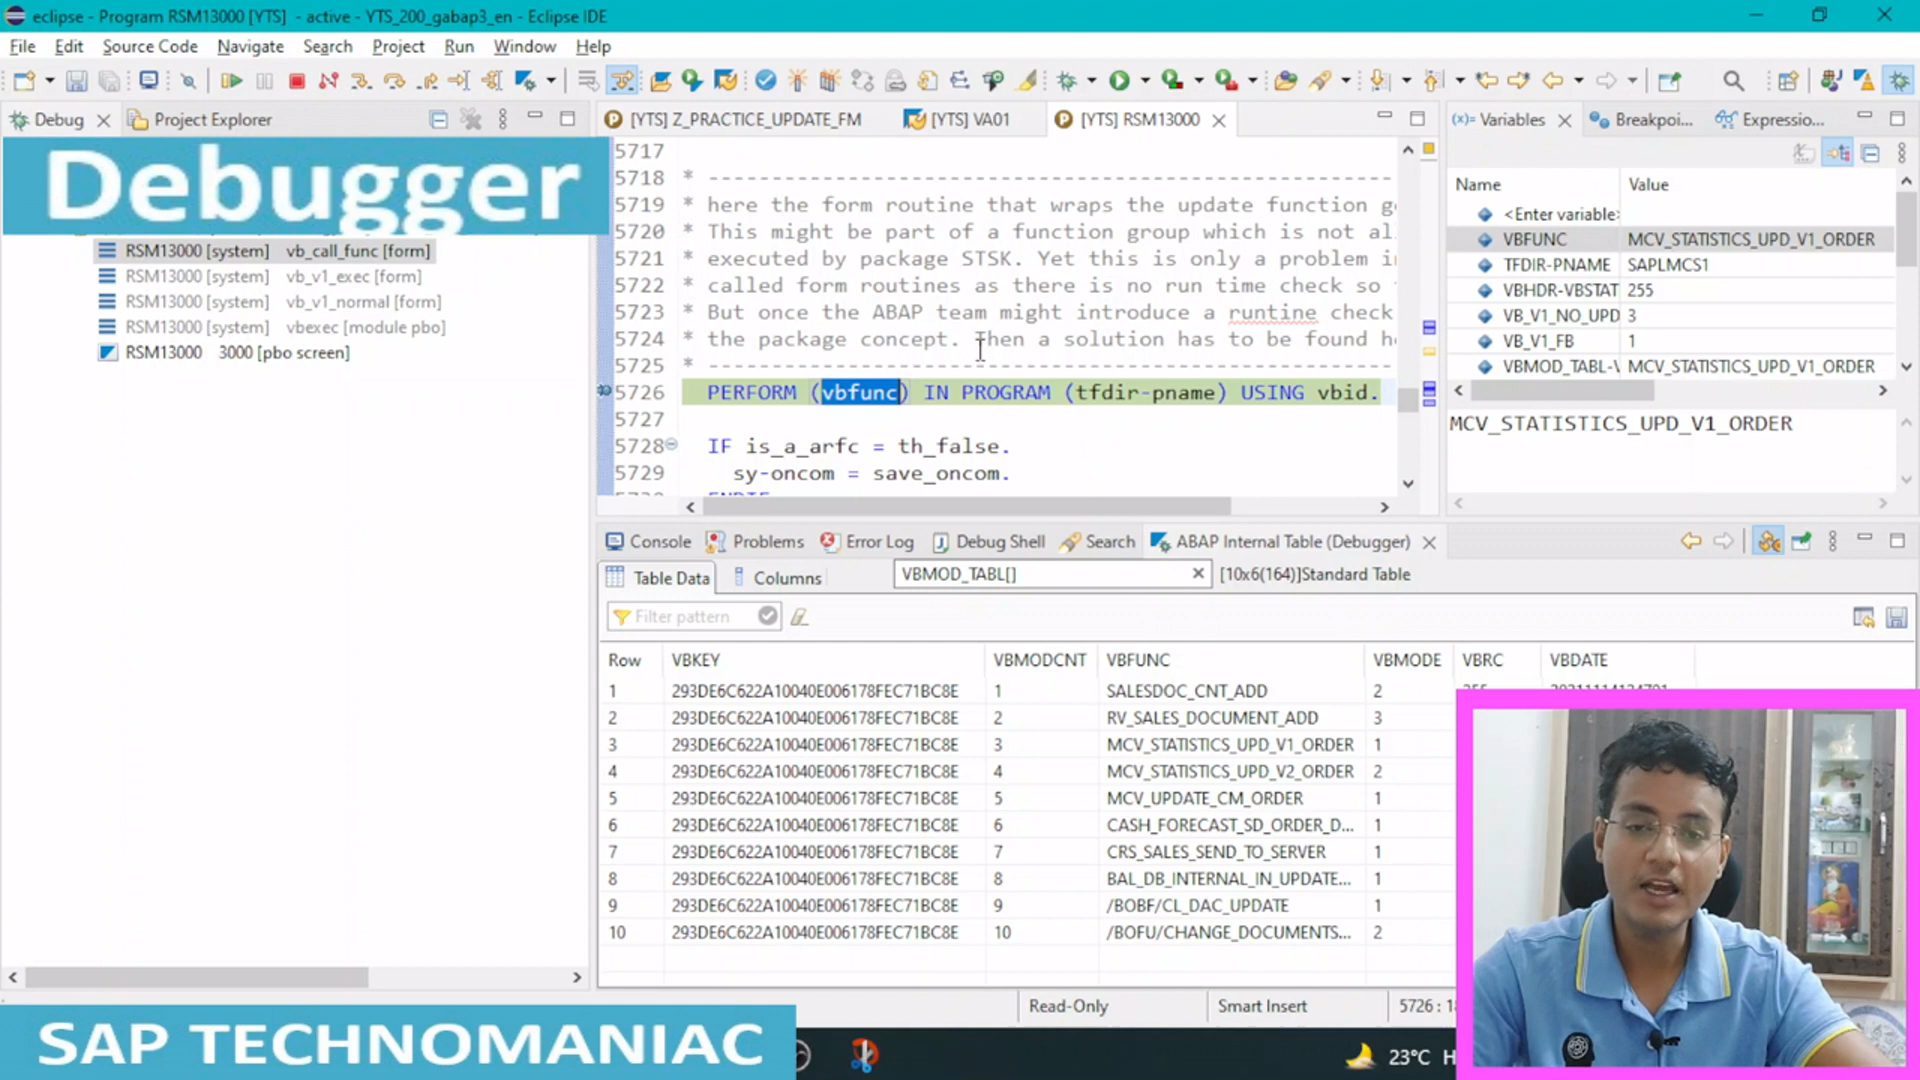 eclipse - Program RSM13000 [YTS]  - active - YTS_200_gabap3_en - Eclipse IDE
File Edit Source Code Navigate Search Project Run Window Help
Debug Project Explorer
Debugger
RSM13000 [system] vb_call_func [form]
RSM13000 [system] vb_v1_exec [form]
RSM13000 [system] vb_v1_normal [form]
RSM13000 [system] vbexec [module pbo]
RSM13000 3000 [pbo screen]
[YTS] Z_PRACTICE_UPDATE_FM [YTS] VA01 [YTS] RSM13000
5717
5718 * ------------------------------------------------------
5719 * here the form routine that wraps the update function
5720 * This might be part of a function group which is not
5721 * executed by package STSK. Yet this is only a problem
5722 * called form routines as there is no run time check so
5723 * But once the ABAP team might introduce a runtine check
5724 * the package concept. Then a solution has to be found
5725 * ------------------------------------------------------
5726 PERFORM (vbfunc) IN PROGRAM (tfdir-pname) USING vbid.
5727
5728 IF is_a_arfc = th_false.
5729 sy-oncom = save_oncom.
Variables Breakpoi... Expressio...
Name Value
<Enter variable>
VBFUNC MCV_STATISTICS_UPD_V1_ORDER
TFDIR-PNAME SAPLMCS1
VBHDR-VBSTAT 255
VB_V1_NO_UPD 3
VB_V1_FB 1
VBMOD_TABL-V MCV_STATISTICS_UPD_V1_ORDER
MCV_STATISTICS_UPD_V1_ORDER
Console Problems Error Log Debug Shell Search ABAP Internal Table (Debugger)
Table Data Columns VBMOD_TABL[] [10x6(164)]Standard Table
Filter pattern
Row VBKEY VBMODCNT VBFUNC VBMODE VBRC VBDATE
1 293DE6C622A10040E006178FEC71BC8E 1 SALESDOC_CNT_ADD 2
2 293DE6C622A10040E006178FEC71BC8E 2 RV_SALES_DOCUMENT_ADD 3
3 293DE6C622A10040E006178FEC71BC8E 3 MCV_STATISTICS_UPD_V1_ORDER 1
4 293DE6C622A10040E006178FEC71BC8E 4 MCV_STATISTICS_UPD_V2_ORDER 2
5 293DE6C622A10040E006178FEC71BC8E 5 MCV_UPDATE_CM_ORDER 1
6 293DE6C622A10040E006178FEC71BC8E 6 CASH_FORECAST_SD_ORDER_D... 1
7 293DE6C622A10040E006178FEC71BC8E 7 CRS_SALES_SEND_TO_SERVER 1
8 293DE6C622A10040E006178FEC71BC8E 8 BAL_DB_INTERNAL_IN_UPDATE... 1
9 293DE6C622A10040E006178FEC71BC8E 9 /BOBF/CL_DAC_UPDATE 1
10 293DE6C622A10040E006178FEC71BC8E 10 /BOFU/CHANGE_DOCUMENTS... 2
Read-Only Smart Insert 5726 :
SAP TECHNOMANIAC
23°C